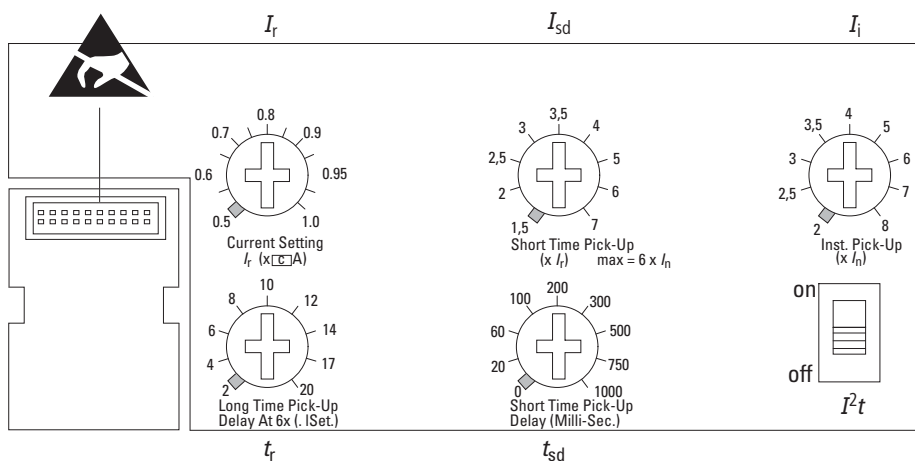 Ir Isd Ii
0.5 0.6 0.7 0.8 0.9 0.95 1.0
Current Setting
Ir (x C A)
1,5 2 2,5 3 3,5 4 5 6 7
Short Time Pick-Up
(x Ir) max = 6 x In
2 2,5 3 3,5 4 5 6 7 8
Inst. Pick-Up
(x In)
2 4 6 8 10 12 14 17 20
Long Time Pick-Up
Delay At 6x (. ISet.)
tr
0 20 60 100 200 300 500 750 1000
Short Time Pick-Up
Delay (Milli-Sec.)
tsd
on
off
I²t